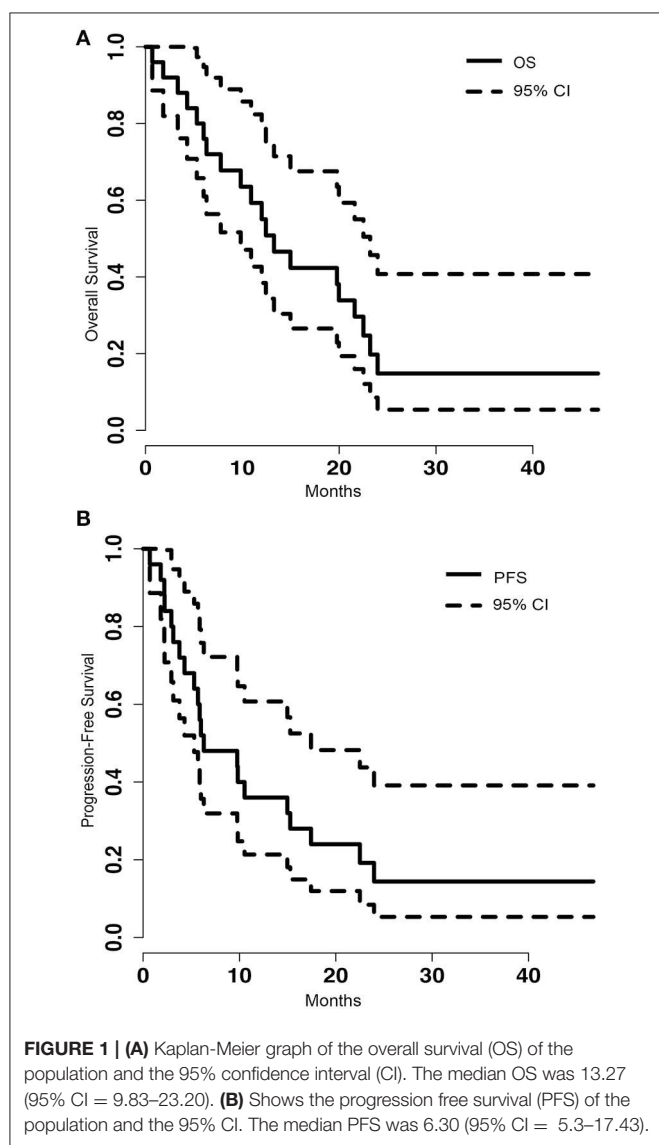 A
OS
95% CI
Overall Survival
0.0 0.2 0.4 0.6 0.8 1.0
0 10 20 30 40
Months
B
PFS
95% CI
Progression-Free Survival
0.0 0.2 0.4 0.6 0.8 1.0
0 10 20 30 40
Months
FIGURE 1 | (A) Kaplan-Meier graph of the overall survival (OS) of the
population and the 95% confidence interval (CI). The median OS was 13.27
(95% CI = 9.83–23.20). (B) Shows the progression free survival (PFS) of the
population and the 95% CI. The median PFS was 6.30 (95% CI = 5.3–17.43).